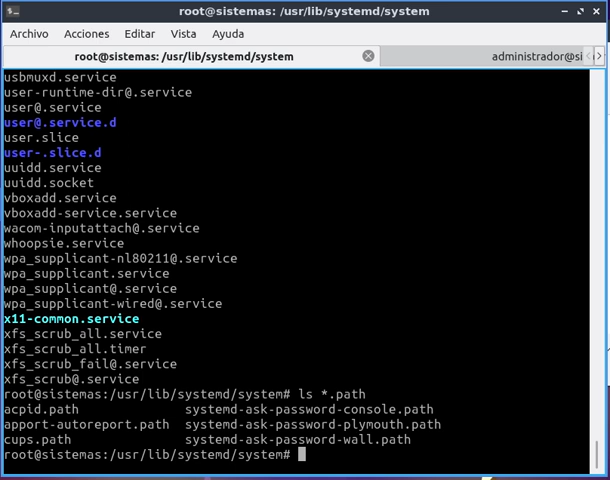 root@sistemas: /usr/lib/systemd/system
Archivo Acciones Editar Vista Ayuda
root@sistemas: /usr/lib/systemd/system administrador@si
usbmuxd.service
user-runtime-dir@.service
user@.service
user@.service.d
user.slice
user-.slice.d
uuidd.service
uuidd.socket
vboxadd.service
vboxadd-service.service
wacom-inputattach@.service
whoopsie.service
wpa_supplicant-nl80211@.service
wpa_supplicant.service
wpa_supplicant@.service
wpa_supplicant-wired@.service
x11-common.service
xfs_scrub_all.service
xfs_scrub_all.timer
xfs_scrub_fail@.service
xfs_scrub@.service
root@sistemas:/usr/lib/systemd/system# ls *.path
acpid.path systemd-ask-password-console.path
apport-autoreport.path systemd-ask-password-plymouth.path
cups.path systemd-ask-password-wall.path
root@sistemas:/usr/lib/systemd/system#